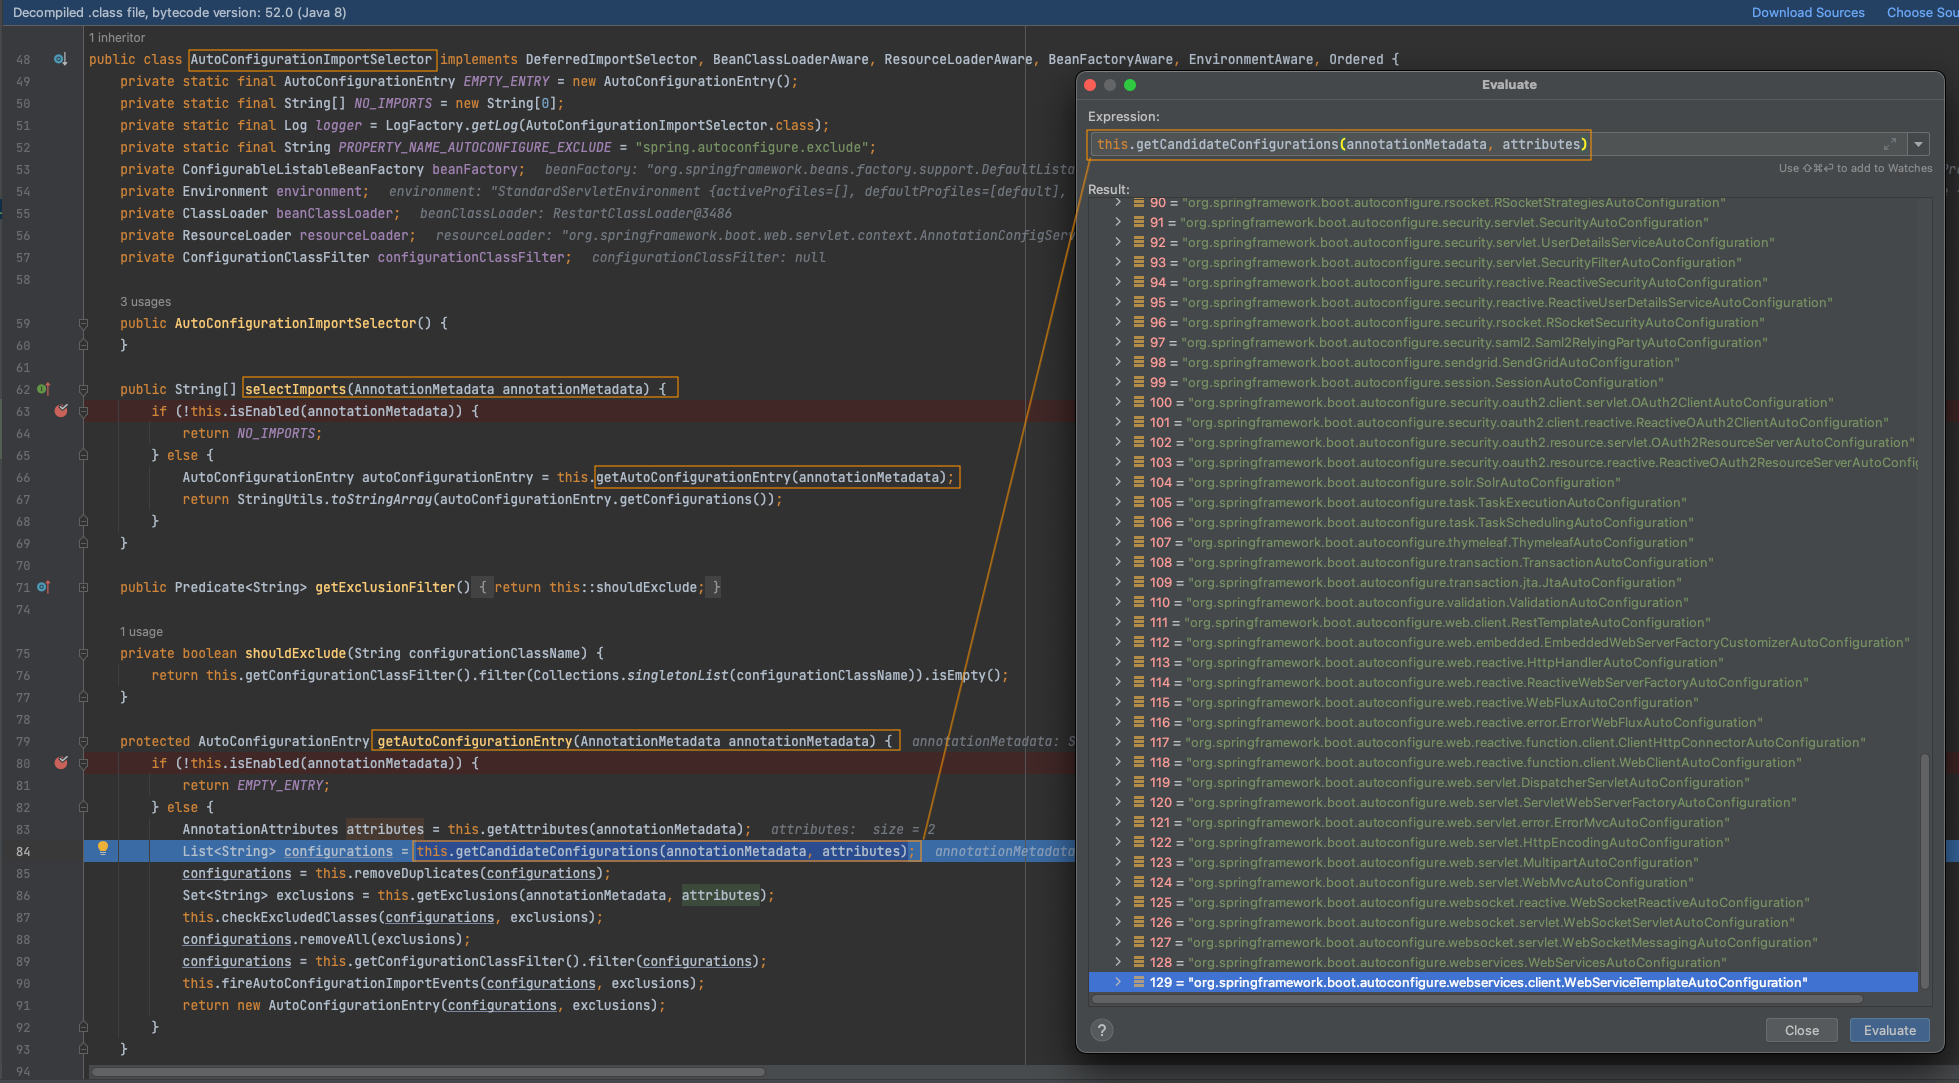 Decompiled .class file, bytecode version: 52.0 (Java 8)
Download Sources
Choose Sou
1 inheritor
48 public class AutoConfigurationImportSelector implements DeferredImportSelector, BeanClassLoaderAware, ResourceLoaderAware, BeanFactoryAware, EnvironmentAware, Ordered {
49 private static final AutoConfigurationEntry EMPTY_ENTRY = new AutoConfigurationEntry();
50 private static final String[] NO_IMPORTS = new String[0];
51 private static final Log logger = LogFactory.getLog(AutoConfigurationImportSelector.class);
52 private static final String PROPERTY_NAME_AUTOCONFIGURE_EXCLUDE = "spring.autoconfigure.exclude";
53 private ConfigurableListableBeanFactory beanFactory; beanFactory: "org.springframework.beans.factory.support.DefaultLista
54 private Environment environment; environment: "StandardServletEnvironment {activeProfiles=[], defaultProfiles=[default],
55 private ClassLoader beanClassLoader; beanClassLoader: RestartClassLoader@3486
56 private ResourceLoader resourceLoader; resourceLoader: "org.springframework.boot.web.servlet.context.AnnotationConfigServ
57 private ConfigurationClassFilter configurationClassFilter; configurationClassFilter: null
58
3 usages
59 public AutoConfigurationImportSelector() {
60 }
61
62 public String[] selectImports(AnnotationMetadata annotationMetadata) {
63 if (!this.isEnabled(annotationMetadata)) {
64 return NO_IMPORTS;
65 } else {
66 AutoConfigurationEntry autoConfigurationEntry = this.getAutoConfigurationEntry(annotationMetadata);
67 return StringUtils.toStringArray(autoConfigurationEntry.getConfigurations());
68 }
69 }
70
71 public Predicate<String> getExclusionFilter() { return this::shouldExclude; }
74
1 usage
75 private boolean shouldExclude(String configurationClassName) {
76 return this.getConfigurationClassFilter().filter(Collections.singletonList(configurationClassName)).isEmpty();
77 }
78
79 protected AutoConfigurationEntry getAutoConfigurationEntry(AnnotationMetadata annotationMetadata) { annotationMetadata: S
80 if (!this.isEnabled(annotationMetadata)) {
81 return EMPTY_ENTRY;
82 } else {
83 AnnotationAttributes attributes = this.getAttributes(annotationMetadata); attributes: size = 2
84 List<String> configurations = this.getCandidateConfigurations(annotationMetadata, attributes); annotationMetadata
85 configurations = this.removeDuplicates(configurations);
86 Set<String> exclusions = this.getExclusions(annotationMetadata, attributes);
87 this.checkExcludedClasses(configurations, exclusions);
88 configurations.removeAll(exclusions);
89 configurations = this.getConfigurationClassFilter().filter(configurations);
90 this.fireAutoConfigurationImportEvents(configurations, exclusions);
91 return new AutoConfigurationEntry(configurations, exclusions);
92 }
93 }
94
Evaluate
Expression:
this.getCandidateConfigurations(annotationMetadata, attributes)
Use ⇧⌘⏎ to add to Watches
Result:
90 = "org.springframework.boot.autoconfigure.rsocket.RSocketStrategiesAutoConfiguration"
91 = "org.springframework.boot.autoconfigure.security.servlet.SecurityAutoConfiguration"
92 = "org.springframework.boot.autoconfigure.security.servlet.UserDetailsServiceAutoConfiguration"
93 = "org.springframework.boot.autoconfigure.security.servlet.SecurityFilterAutoConfiguration"
94 = "org.springframework.boot.autoconfigure.security.reactive.ReactiveSecurityAutoConfiguration"
95 = "org.springframework.boot.autoconfigure.security.reactive.ReactiveUserDetailsServiceAutoConfiguration"
96 = "org.springframework.boot.autoconfigure.security.rsocket.RSocketSecurityAutoConfiguration"
97 = "org.springframework.boot.autoconfigure.security.saml2.Saml2RelyingPartyAutoConfiguration"
98 = "org.springframework.boot.autoconfigure.sendgrid.SendGridAutoConfiguration"
99 = "org.springframework.boot.autoconfigure.session.SessionAutoConfiguration"
100 = "org.springframework.boot.autoconfigure.security.oauth2.client.servlet.OAuth2ClientAutoConfiguration"
101 = "org.springframework.boot.autoconfigure.security.oauth2.client.reactive.ReactiveOAuth2ClientAutoConfiguration"
102 = "org.springframework.boot.autoconfigure.security.oauth2.resource.servlet.OAuth2ResourceServerAutoConfiguration"
103 = "org.springframework.boot.autoconfigure.security.oauth2.resource.reactive.ReactiveOAuth2ResourceServerAutoConfig
104 = "org.springframework.boot.autoconfigure.solr.SolrAutoConfiguration"
105 = "org.springframework.boot.autoconfigure.task.TaskExecutionAutoConfiguration"
106 = "org.springframework.boot.autoconfigure.task.TaskSchedulingAutoConfiguration"
107 = "org.springframework.boot.autoconfigure.thymeleaf.ThymeleafAutoConfiguration"
108 = "org.springframework.boot.autoconfigure.transaction.TransactionAutoConfiguration"
109 = "org.springframework.boot.autoconfigure.transaction.jta.JtaAutoConfiguration"
110 = "org.springframework.boot.autoconfigure.validation.ValidationAutoConfiguration"
111 = "org.springframework.boot.autoconfigure.web.client.RestTemplateAutoConfiguration"
112 = "org.springframework.boot.autoconfigure.web.embedded.EmbeddedWebServerFactoryCustomizerAutoConfiguration"
113 = "org.springframework.boot.autoconfigure.web.reactive.HttpHandlerAutoConfiguration"
114 = "org.springframework.boot.autoconfigure.web.reactive.ReactiveWebServerFactoryAutoConfiguration"
115 = "org.springframework.boot.autoconfigure.web.reactive.WebFluxAutoConfiguration"
116 = "org.springframework.boot.autoconfigure.web.reactive.error.ErrorWebFluxAutoConfiguration"
117 = "org.springframework.boot.autoconfigure.web.reactive.function.client.ClientHttpConnectorAutoConfiguration"
118 = "org.springframework.boot.autoconfigure.web.reactive.function.client.WebClientAutoConfiguration"
119 = "org.springframework.boot.autoconfigure.web.servlet.DispatcherServletAutoConfiguration"
120 = "org.springframework.boot.autoconfigure.web.servlet.ServletWebServerFactoryAutoConfiguration"
121 = "org.springframework.boot.autoconfigure.web.servlet.error.ErrorMvcAutoConfiguration"
122 = "org.springframework.boot.autoconfigure.web.servlet.HttpEncodingAutoConfiguration"
123 = "org.springframework.boot.autoconfigure.web.servlet.MultipartAutoConfiguration"
124 = "org.springframework.boot.autoconfigure.web.servlet.WebMvcAutoConfiguration"
125 = "org.springframework.boot.autoconfigure.websocket.reactive.WebSocketReactiveAutoConfiguration"
126 = "org.springframework.boot.autoconfigure.websocket.servlet.WebSocketServletAutoConfiguration"
127 = "org.springframework.boot.autoconfigure.websocket.servlet.WebSocketMessagingAutoConfiguration"
128 = "org.springframework.boot.autoconfigure.webservices.WebServicesAutoConfiguration"
129 = "org.springframework.boot.autoconfigure.webservices.client.WebServiceTemplateAutoConfiguration"
?
Close
Evaluate